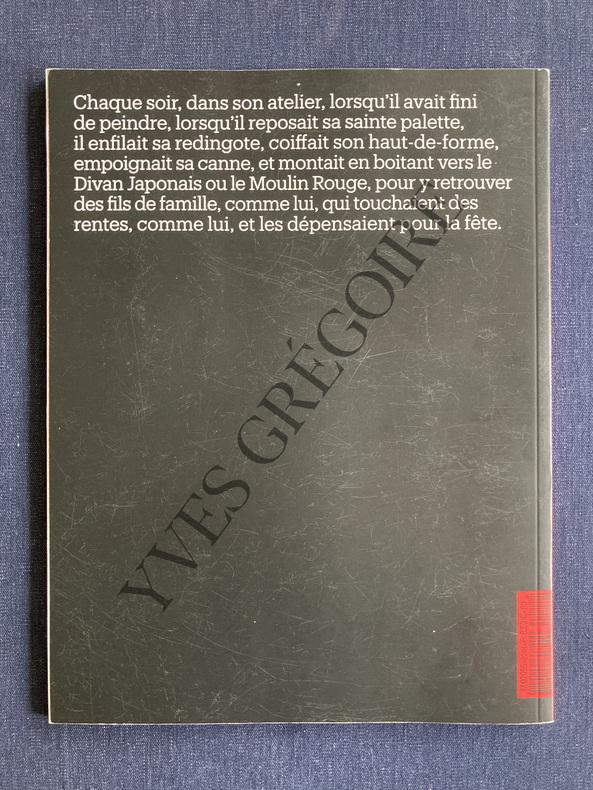 Chaque soir, dans son atelier, lorsqu'il avait fini
de peindre, lorsqu'il reposait sa sainte palette,
il enfilait sa redingote, coiffait son haut-de-forme,
empoignait sa canne, et montait en boitant vers le
Divan Japonais ou le Moulin Rouge, pour y retrouver
des fils de famille, comme lui, qui touchaient des
rentes, comme lui, et les dépensaient pour la fête.
YVES GRÉGOIRE